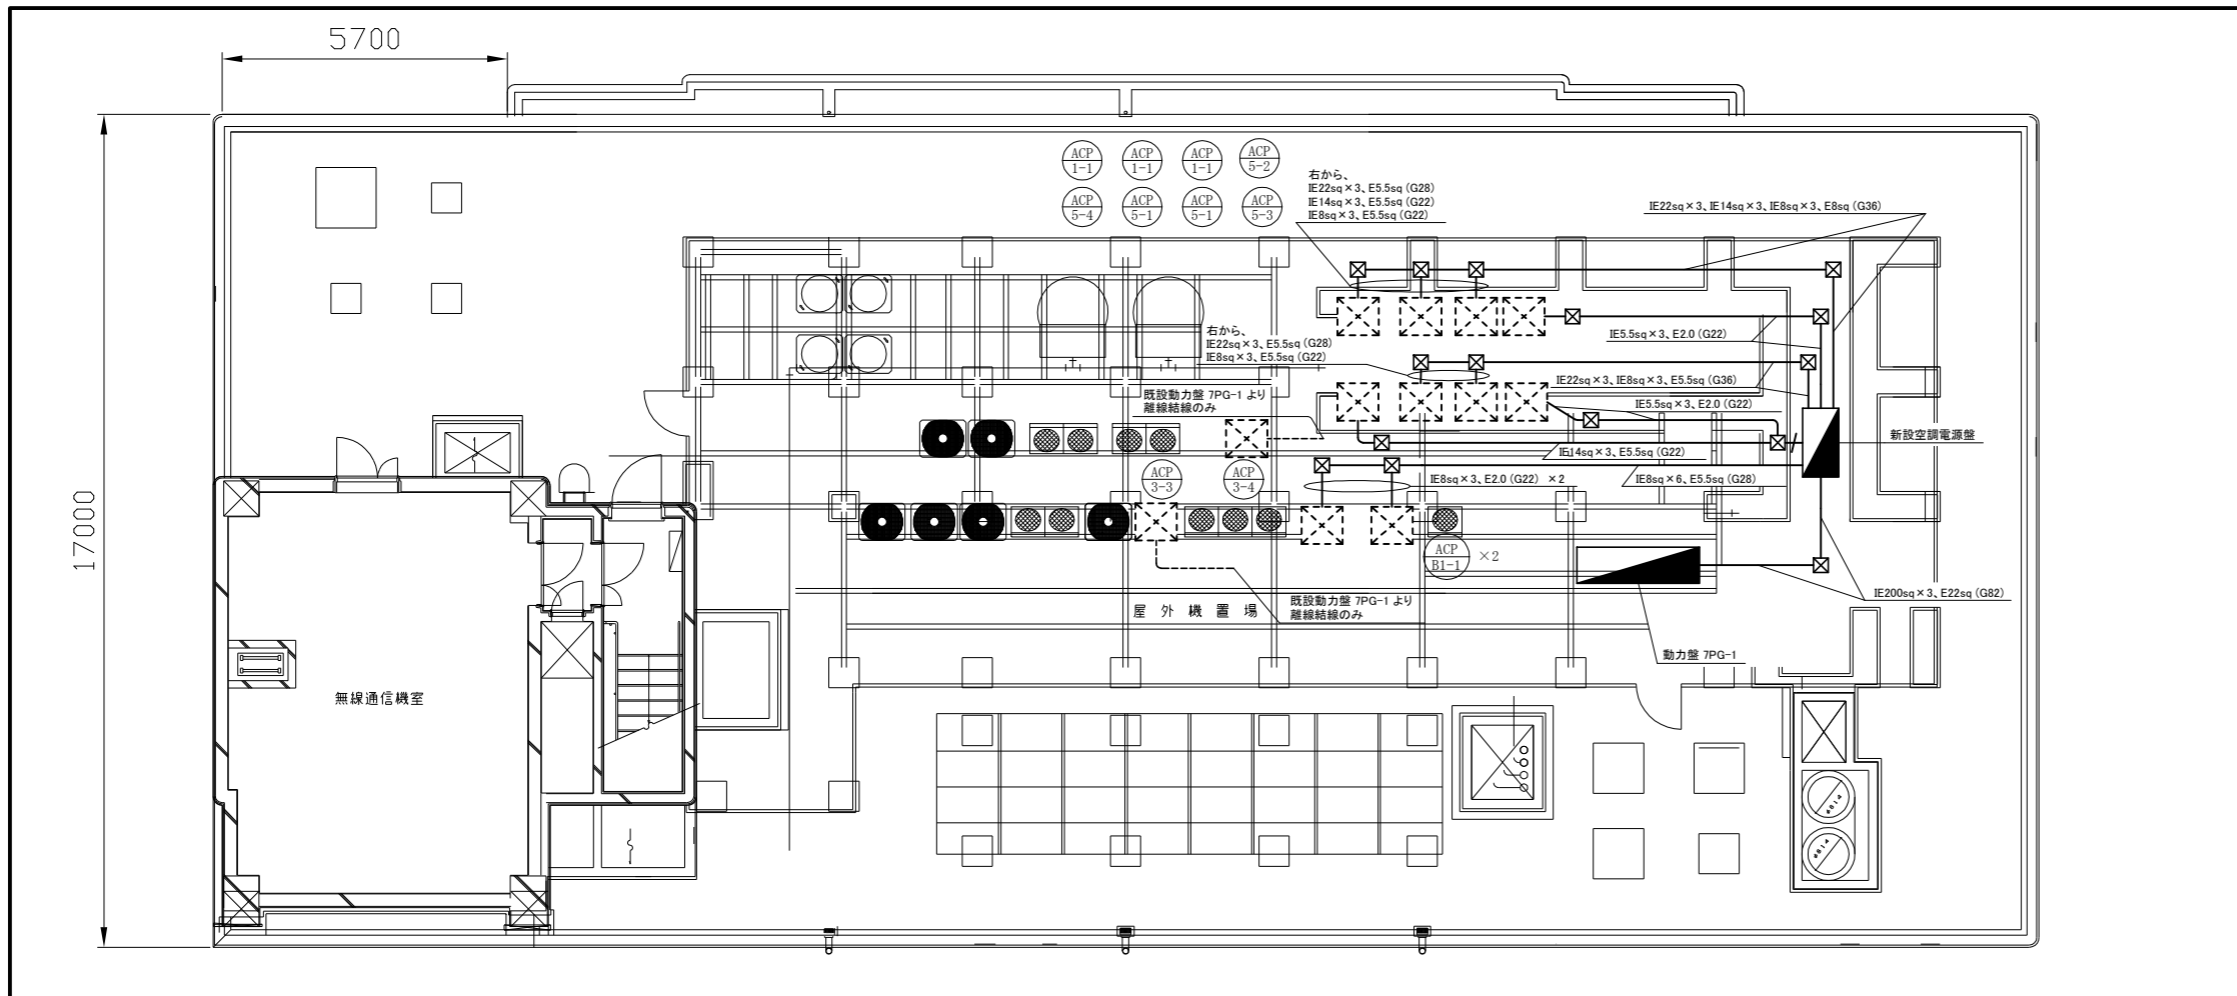 5700
17000
ACP
1-1
ACP
1-1
ACP
1-1
ACP
5-2
ACP
5-4
ACP
5-1
ACP
5-1
ACP
5-3
右から、
IE22sq×3、E5.5sq (G28)
IE14sq×3、E5.5sq (G22)
IE8sq×3、E5.5sq (G22)
IE22sq×3、IE14sq×3、IE8sq×3、E8sq (G36)
右から、
IE22sq×3、E5.5sq (G28)
IE8sq×3、E5.5sq (G22)
IE5.5sq×3、E2.0 (G22)
IE22sq×3、IE8sq×3、E5.5sq (G36)
既設動力盤 7PG-1 より
離線結線のみ
IE5.5sq×3、E2.0 (G22)
新設空調電源盤
IE14sq×3、E5.5sq (G22)
ACP
3-3
ACP
3-4
IE8sq×3、E2.0 (G22) ×2
IE8sq×6、E5.5sq (G28)
ACP
B1-1
×2
IE200sq×3、E22sq (G82)
屋外機置場
既設動力盤 7PG-1 より
離線結線のみ
動力盤 7PG-1
無線通信機室